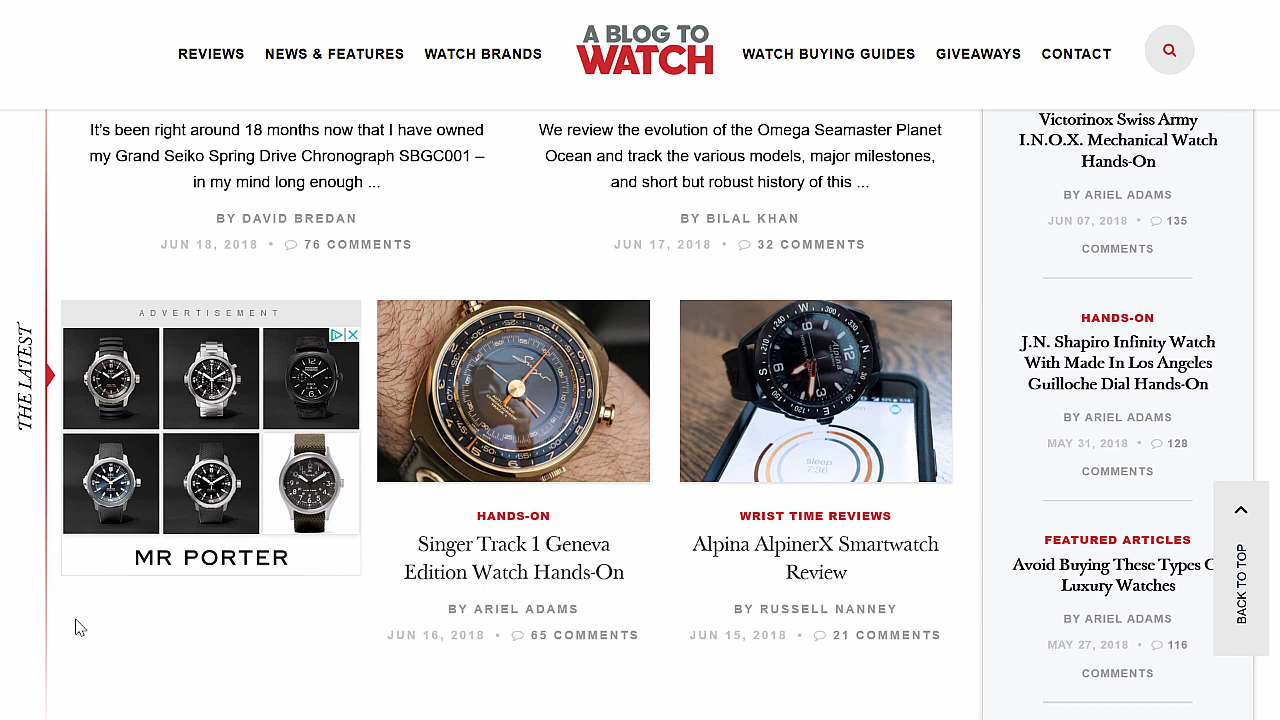 REVIEWS
NEWS & FEATURES
WATCH BRANDS
A BLOG TO
WATCH
WATCH BUYING GUIDES
GIVEAWAYS
CONTACT
THE LATEST
It's been right around 18 months now that I have owned
my Grand Seiko Spring Drive Chronograph SBGC001 –
in my mind long enough ...
BY DAVID BREDAN
JUN 18, 2018 • 76 COMMENTS
We review the evolution of the Omega Seamaster Planet
Ocean and track the various models, major milestones,
and short but robust history of this ...
BY BILAL KHAN
JUN 17, 2018 • 32 COMMENTS
ADVERTISEMENT
MR PORTER
HANDS-ON
Singer Track 1 Geneva
Edition Watch Hands-On
BY ARIEL ADAMS
JUN 16, 2018 • 65 COMMENTS
Alpina
sleep
7:36
WRIST TIME REVIEWS
Alpina AlpinerX Smartwatch
Review
BY RUSSELL NANNEY
JUN 15, 2018 • 21 COMMENTS
Victorinox Swiss Army
I.N.O.X. Mechanical Watch
Hands-On
BY ARIEL ADAMS
JUN 07, 2018 • 135
COMMENTS
HANDS-ON
J.N. Shapiro Infinity Watch
With Made In Los Angeles
Guilloche Dial Hands-On
BY ARIEL ADAMS
MAY 31, 2018 • 128
COMMENTS
FEATURED ARTICLES
Avoid Buying These Types
Luxury Watches
BY ARIEL ADAMS
MAY 27, 2018 • 116
COMMENTS
BACK TO TOP